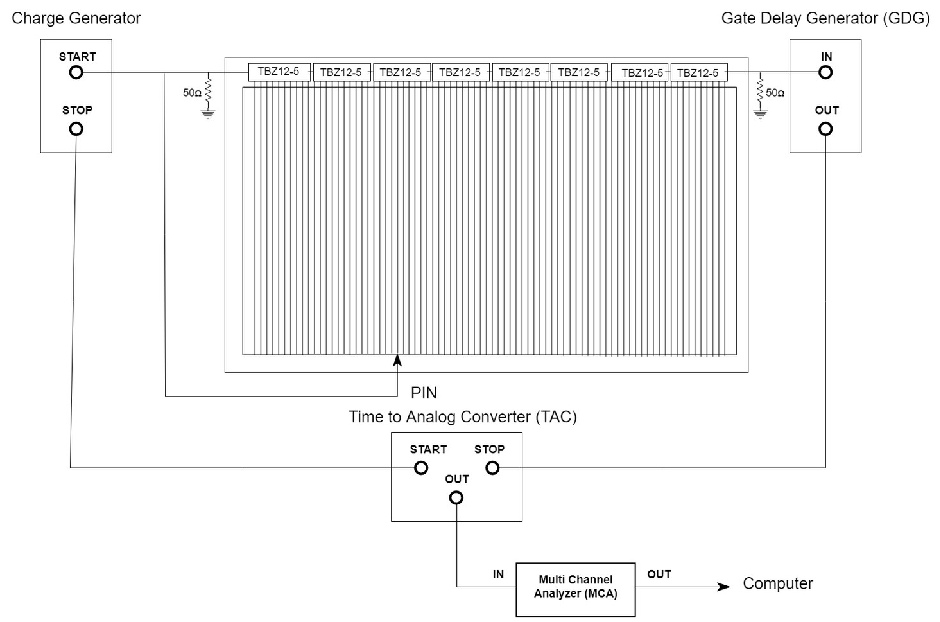 Charge Generator
Gate Delay Generator (GDG)
START
STOP
50Ω
TBZ12-5 TBZ12-5 TBZ12-5 TBZ12-5 TBZ12-5 TBZ12-5 TBZ12-5 TBZ12-5
50Ω
IN
OUT
PIN
Time to Analog Converter (TAC)
START STOP
OUT
IN
Multi Channel
Analyzer (MCA)
OUT
Computer